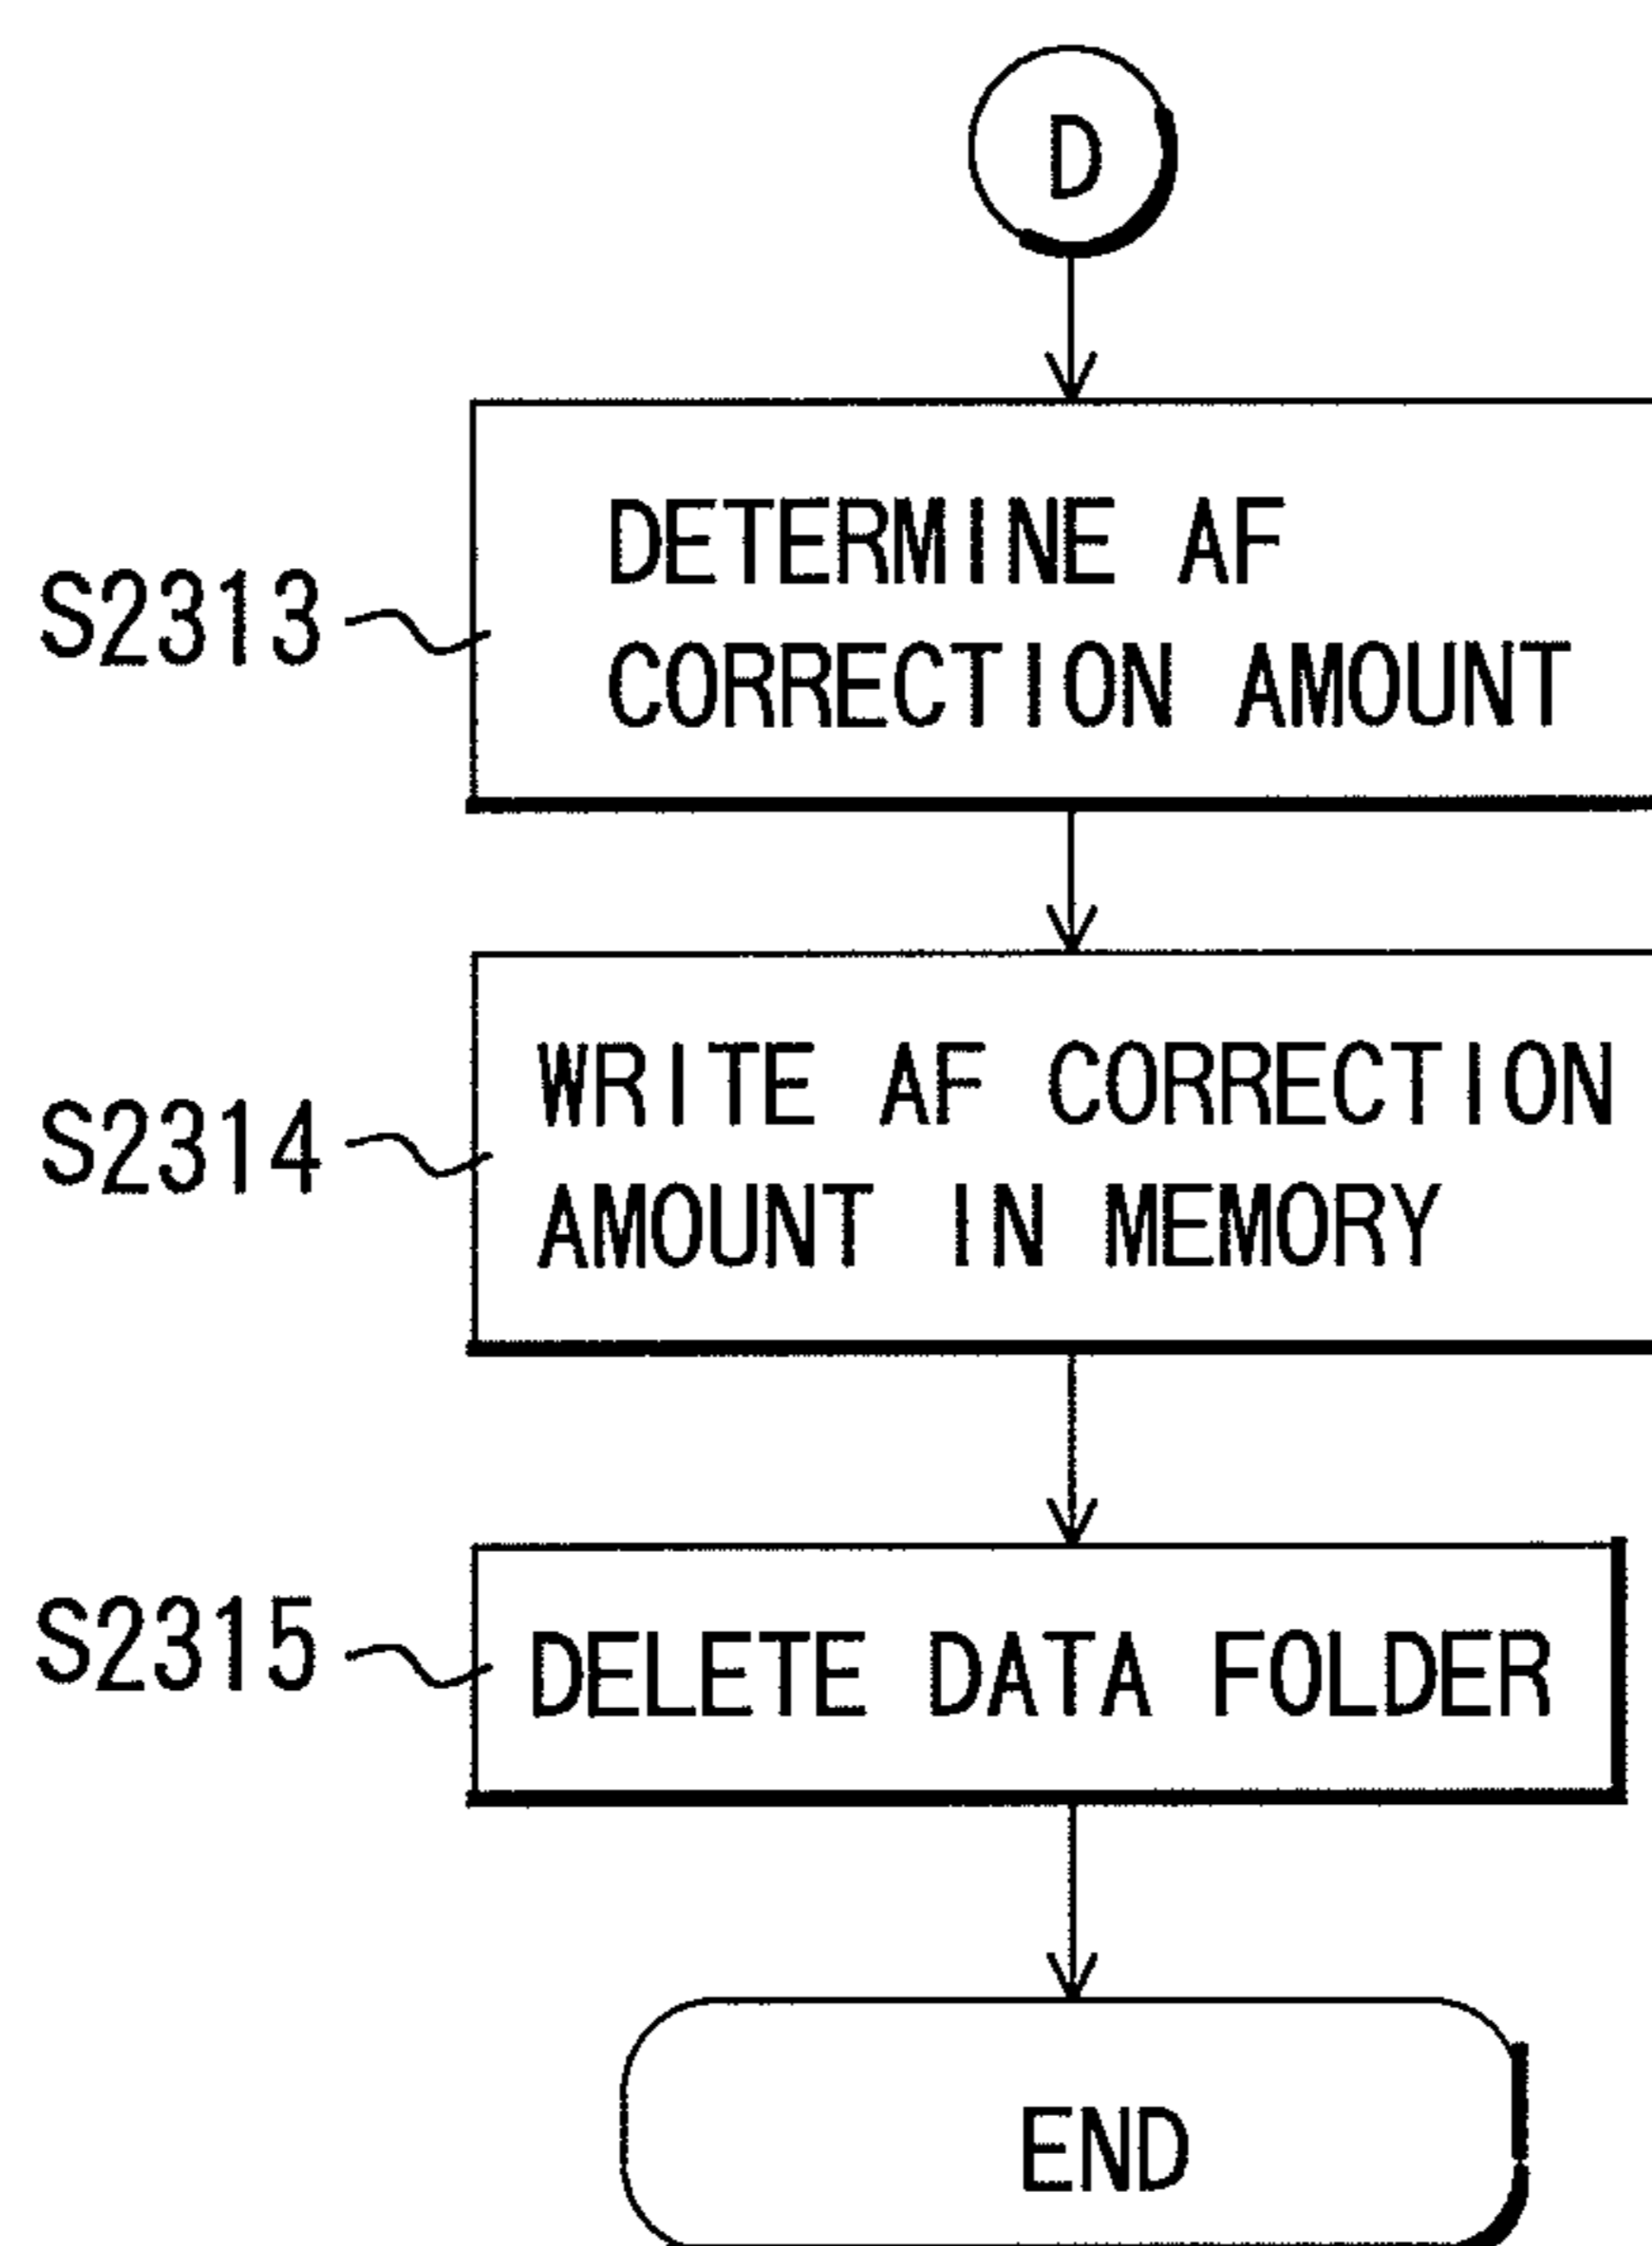 D
S2313
DETERMINE AF
CORRECTION AMOUNT
S2314
WRITE AF CORRECTION
AMOUNT IN MEMORY
S2315
DELETE DATA FOLDER
END